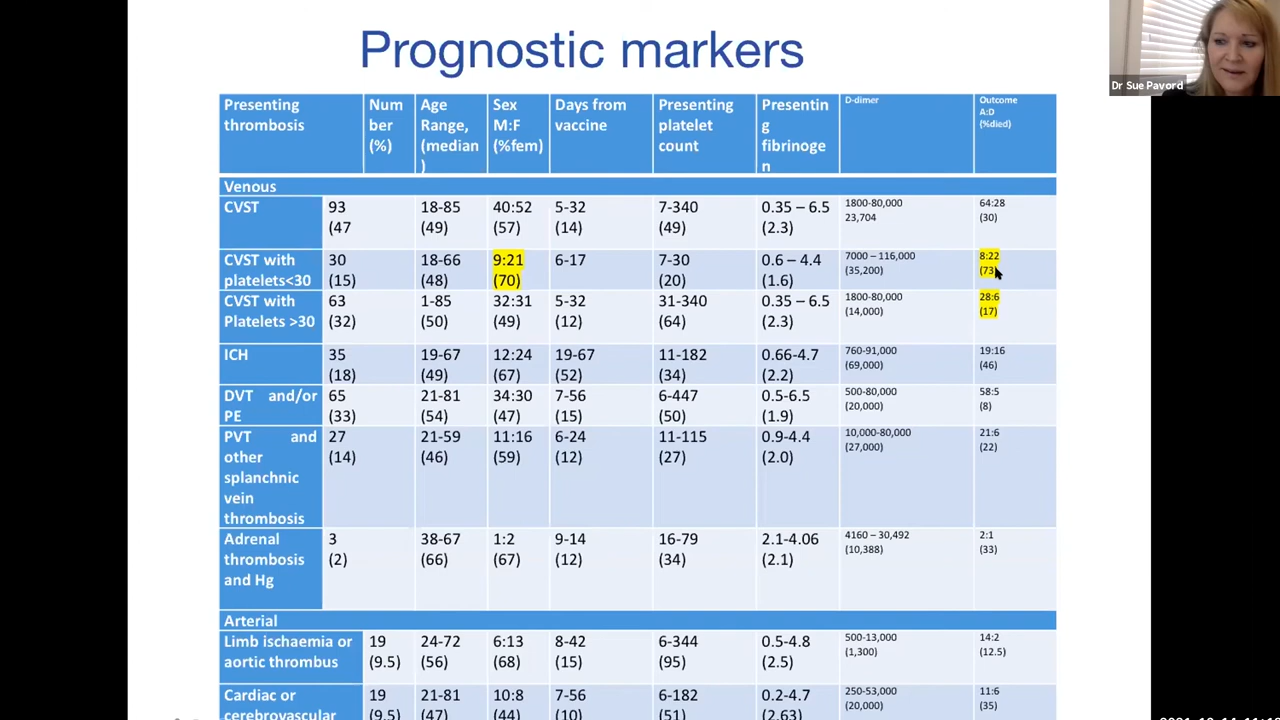 Prognostic markers
Dr Sue Pavord
Presenting
thrombosis
Num
ber
(%)
Age
Range,
(median
)
Sex
M:F
(%fem)
Days from
vaccine
Presenting
platelet
count
Presentin
g
fibrinoge
n
D-dimer
Outcome
A:D
(%died)
Venous
CVST
93
(47
18-85
(49)
40:52
(57)
5-32
(14)
7-340
(49)
0.35 – 6.5
(2.3)
1800-80,000
23,704
64:28
(30)
CVST with
platelets<30
30
(15)
18-66
(48)
9:21
(70)
6-17
7-30
(20)
0.6 – 4.4
(1.6)
7000 – 116,000
(35,200)
8:22
(73)
CVST with
Platelets >30
63
(32)
1-85
(50)
32:31
(49)
5-32
(12)
31-340
(64)
0.35 – 6.5
(2.3)
1800-80,000
(14,000)
28:6
(17)
ICH
35
(18)
19-67
(49)
12:24
(67)
19-67
(52)
11-182
(34)
0.66-4.7
(2.2)
760-91,000
(69,000)
19:16
(46)
DVT and/or
PE
65
(33)
21-81
(54)
34:30
(47)
7-56
(15)
6-447
(50)
0.5-6.5
(1.9)
500-80,000
(20,000)
58:5
(8)
PVT and
other
splanchnic
vein
thrombosis
27
(14)
21-59
(46)
11:16
(59)
6-24
(12)
11-115
(27)
0.9-4.4
(2.0)
10,000-80,000
(27,000)
21:6
(22)
Adrenal
thrombosis
and Hg
3
(2)
38-67
(66)
1:2
(67)
9-14
(12)
16-79
(34)
2.1-4.06
(2.1)
4160 – 30,492
(10,388)
2:1
(33)
Arterial
Limb ischaemia or
aortic thrombus
19
(9.5)
24-72
(56)
6:13
(68)
8-42
(15)
6-344
(95)
0.5-4.8
(2.5)
500-13,000
(1,300)
14:2
(12.5)
Cardiac or
cerebrovascular
19
(9.5)
21-81
(47)
10:8
(44)
7-56
(10)
6-182
(51)
0.2-4.7
(2.63)
250-53,000
(20,000)
11:6
(35)